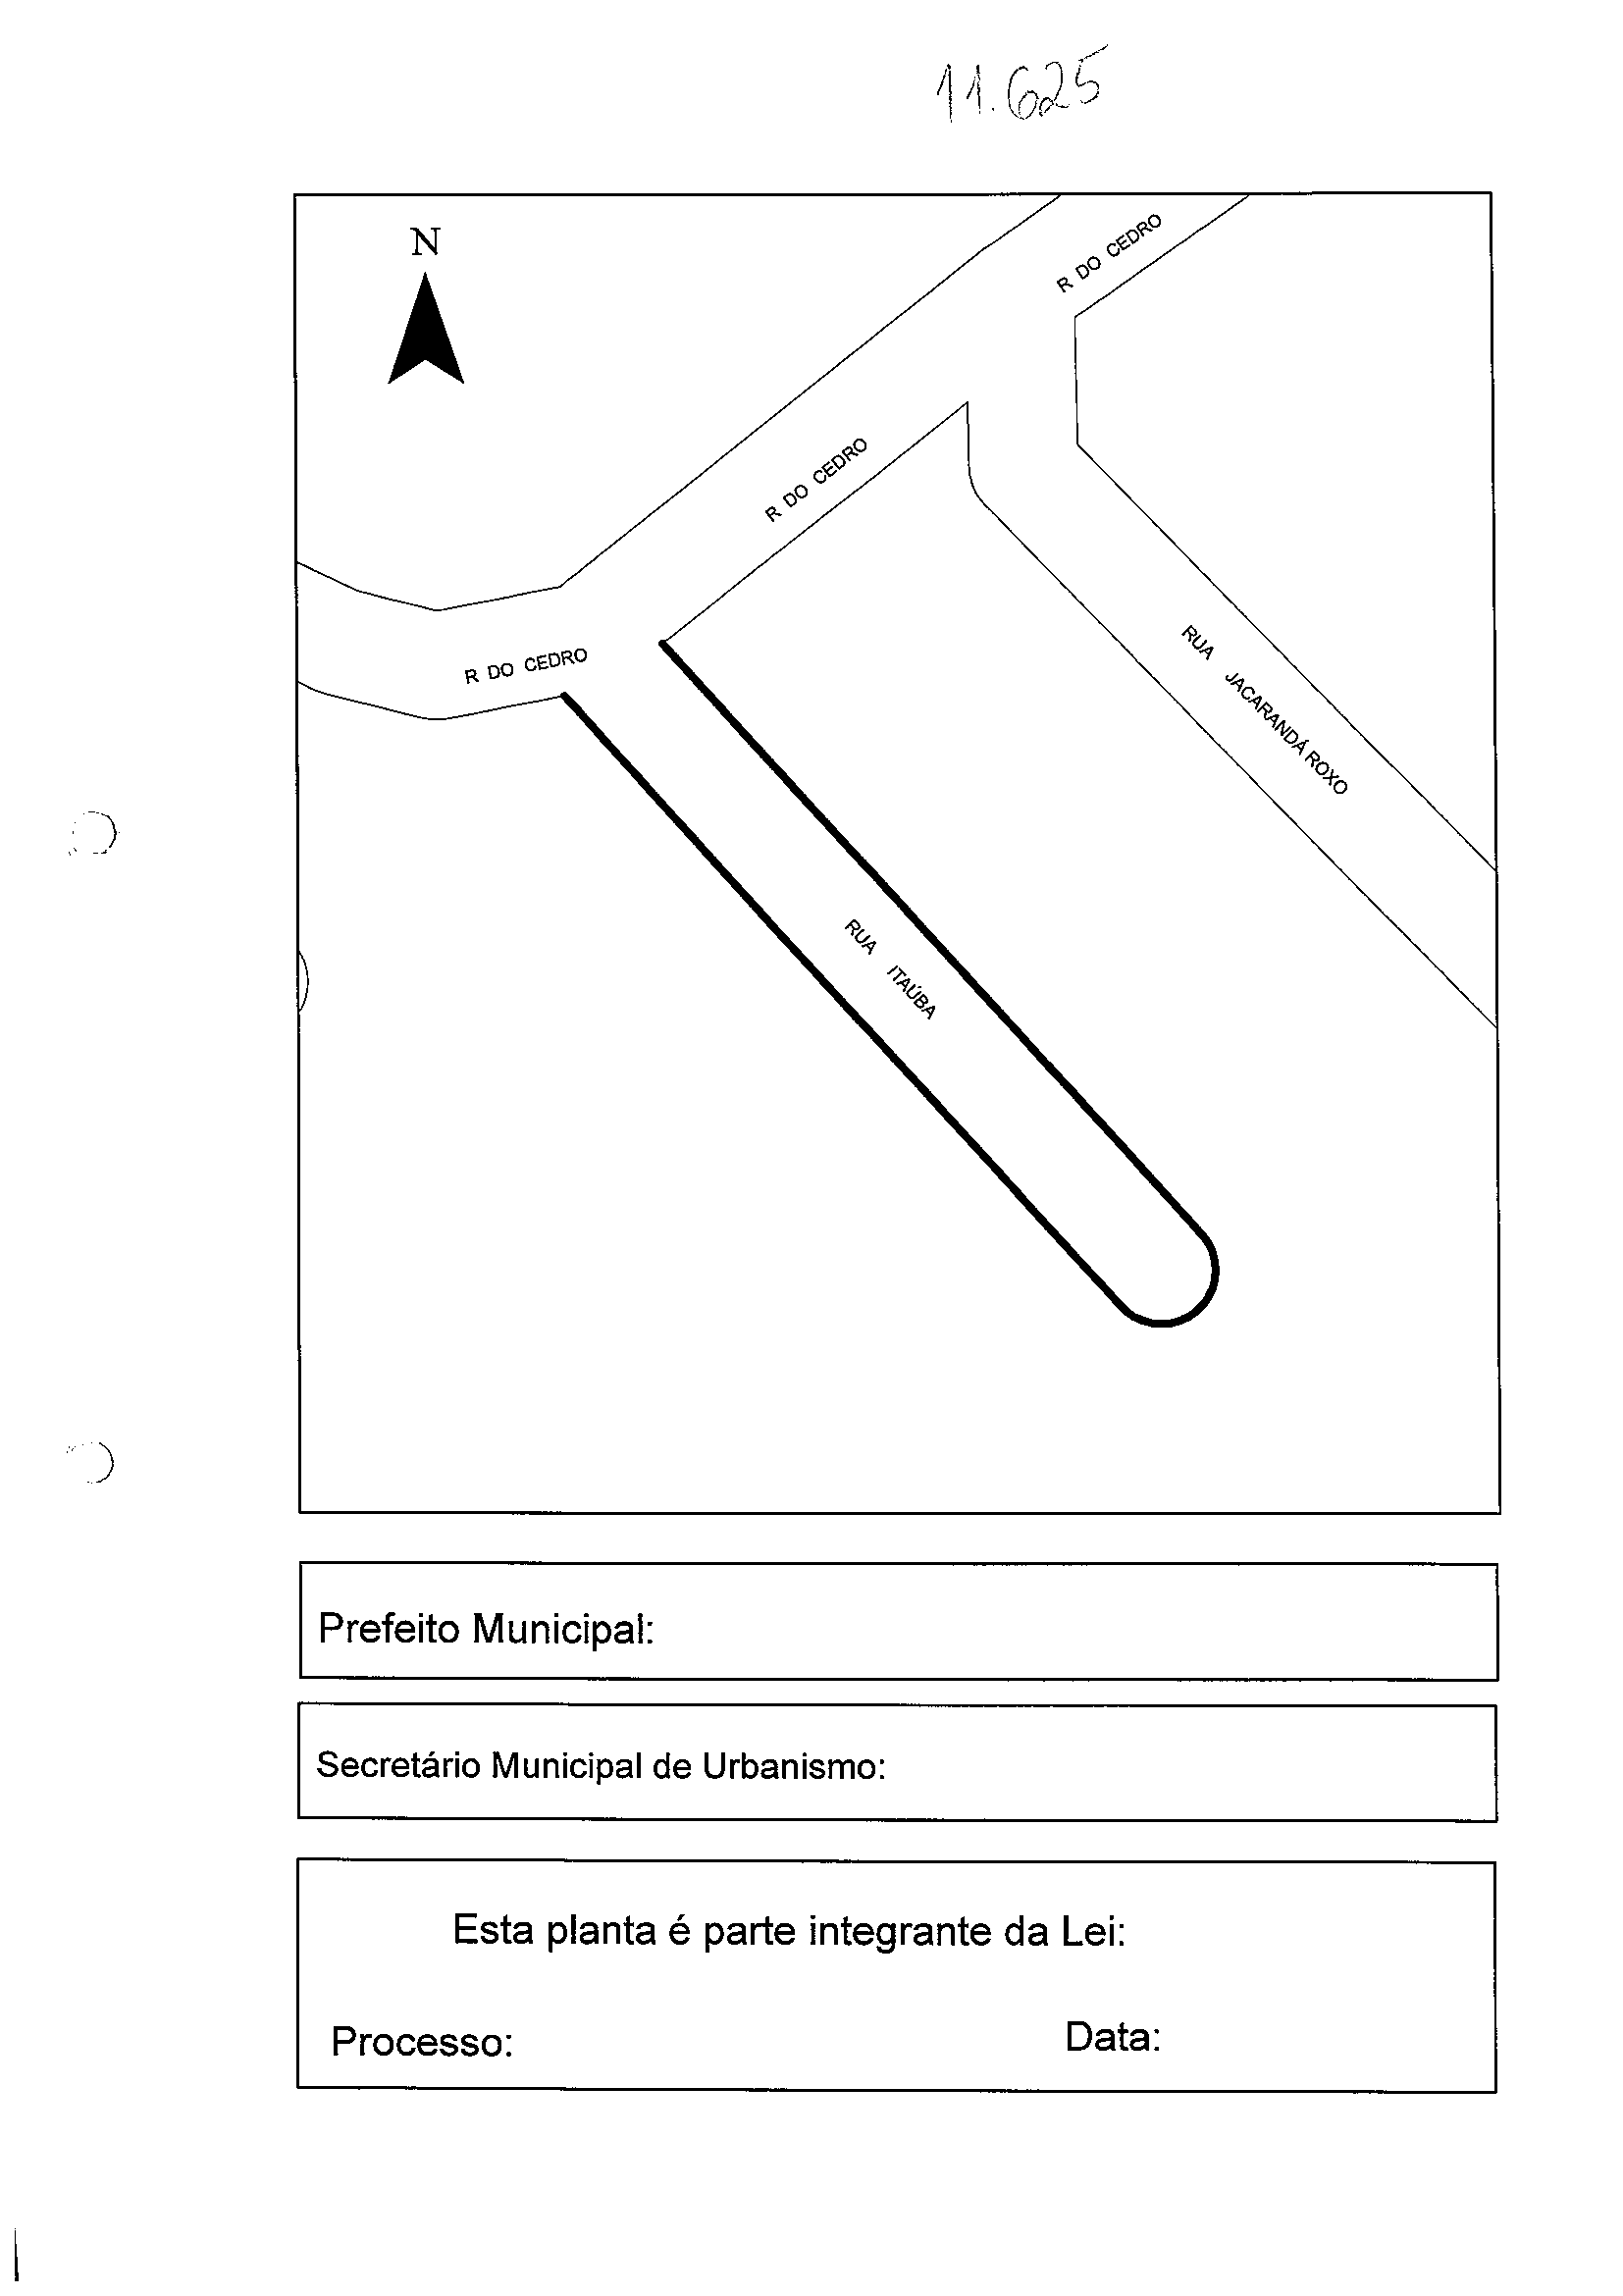 11.625
N
R DO CEDRO
R DO CEDRO
R DO CEDRO
RUA JACARANDÁ ROXO
RUA ITAÚBA
Prefeito Municipal:
Secretário Municipal de Urbanismo:
Esta planta é parte integrante da Lei:
Processo:
Data: